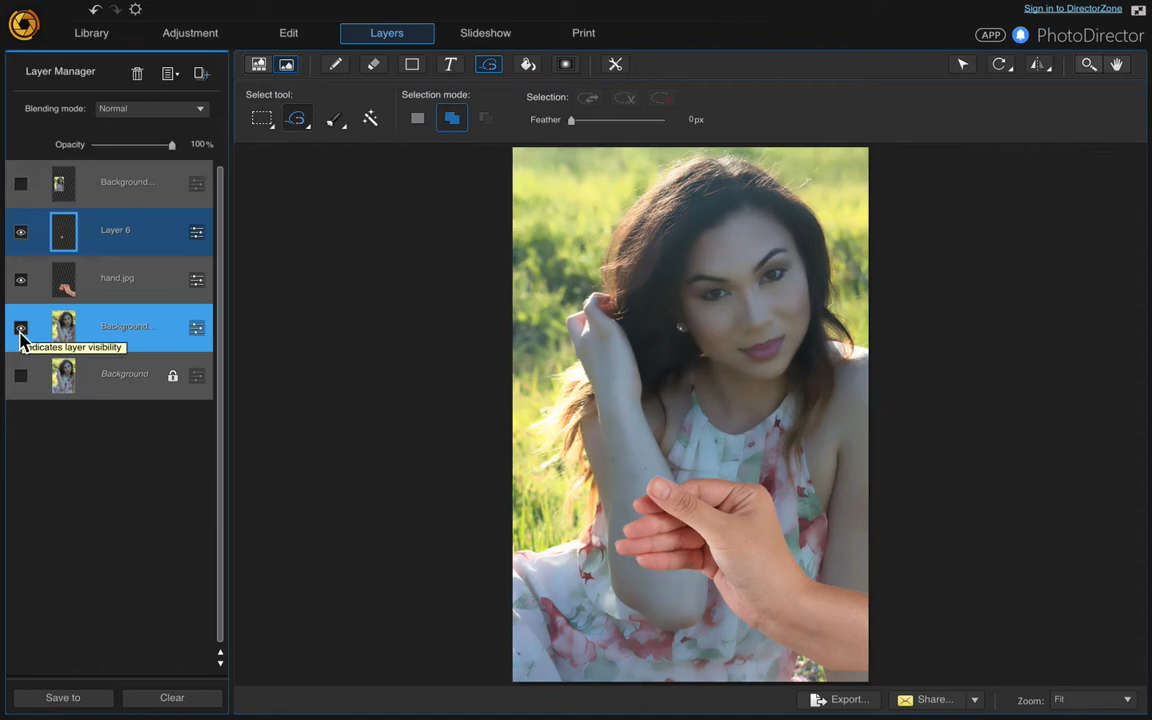 Sign in to DirectorZone
Library
Adjustment
Edit
Layers
Slideshow
Print
APP
PhotoDirector
Layer Manager
T
Select tool:
Selection mode:
Selection:
Feather
0px
Blending mode:
Normal
Opacity
100%
Background...
Layer 6
hand.jpg
Background...
indicates layer visibility
Background
Save to
Clear
Export...
Share...
Zoom:
Fit